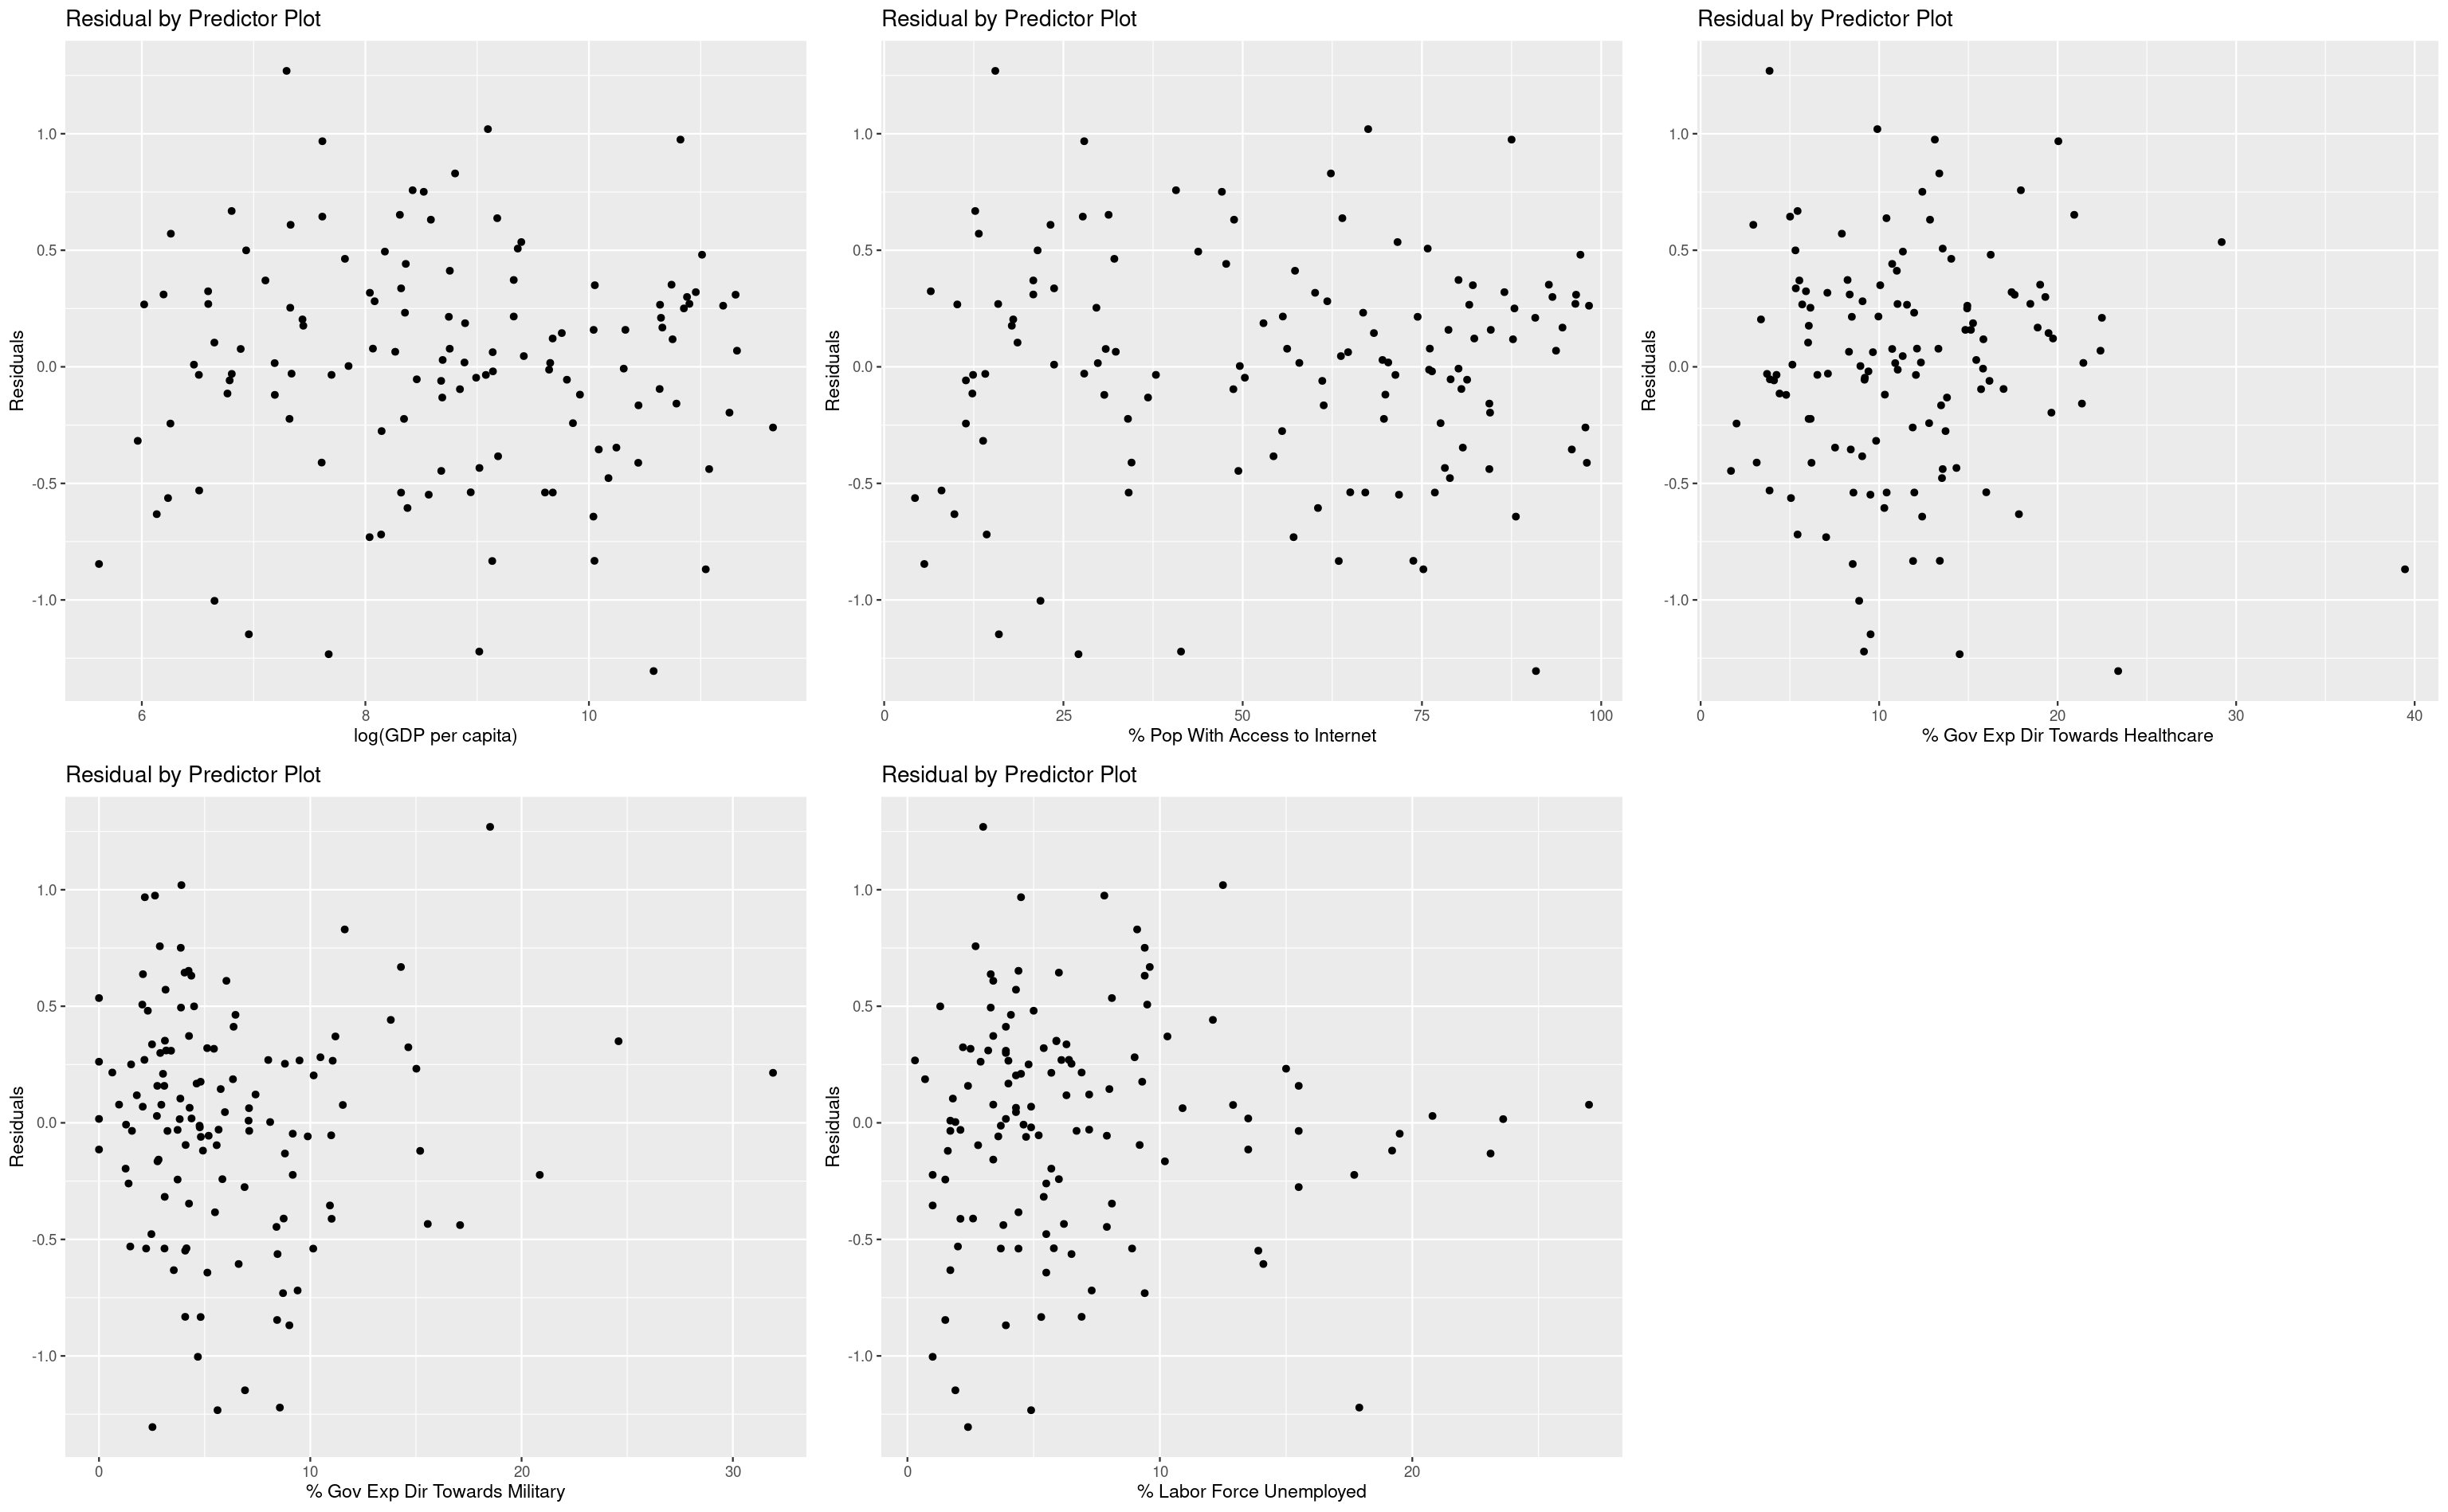 Residual by Predictor Plot
Residuals
1.0
0.5
0.0
-0.5
-1.0
6 8 10
log(GDP per capita)
Residual by Predictor Plot
Residuals
1.0
0.5
0.0
-0.5
-1.0
0 25 50 75 100
% Pop With Access to Internet
Residual by Predictor Plot
Residuals
1.0
0.5
0.0
-0.5
-1.0
0 10 20 30 40
% Gov Exp Dir Towards Healthcare
Residual by Predictor Plot
Residuals
1.0
0.5
0.0
-0.5
-1.0
0 10 20 30
% Gov Exp Dir Towards Military
Residual by Predictor Plot
Residuals
1.0
0.5
0.0
-0.5
-1.0
0 10 20
% Labor Force Unemployed